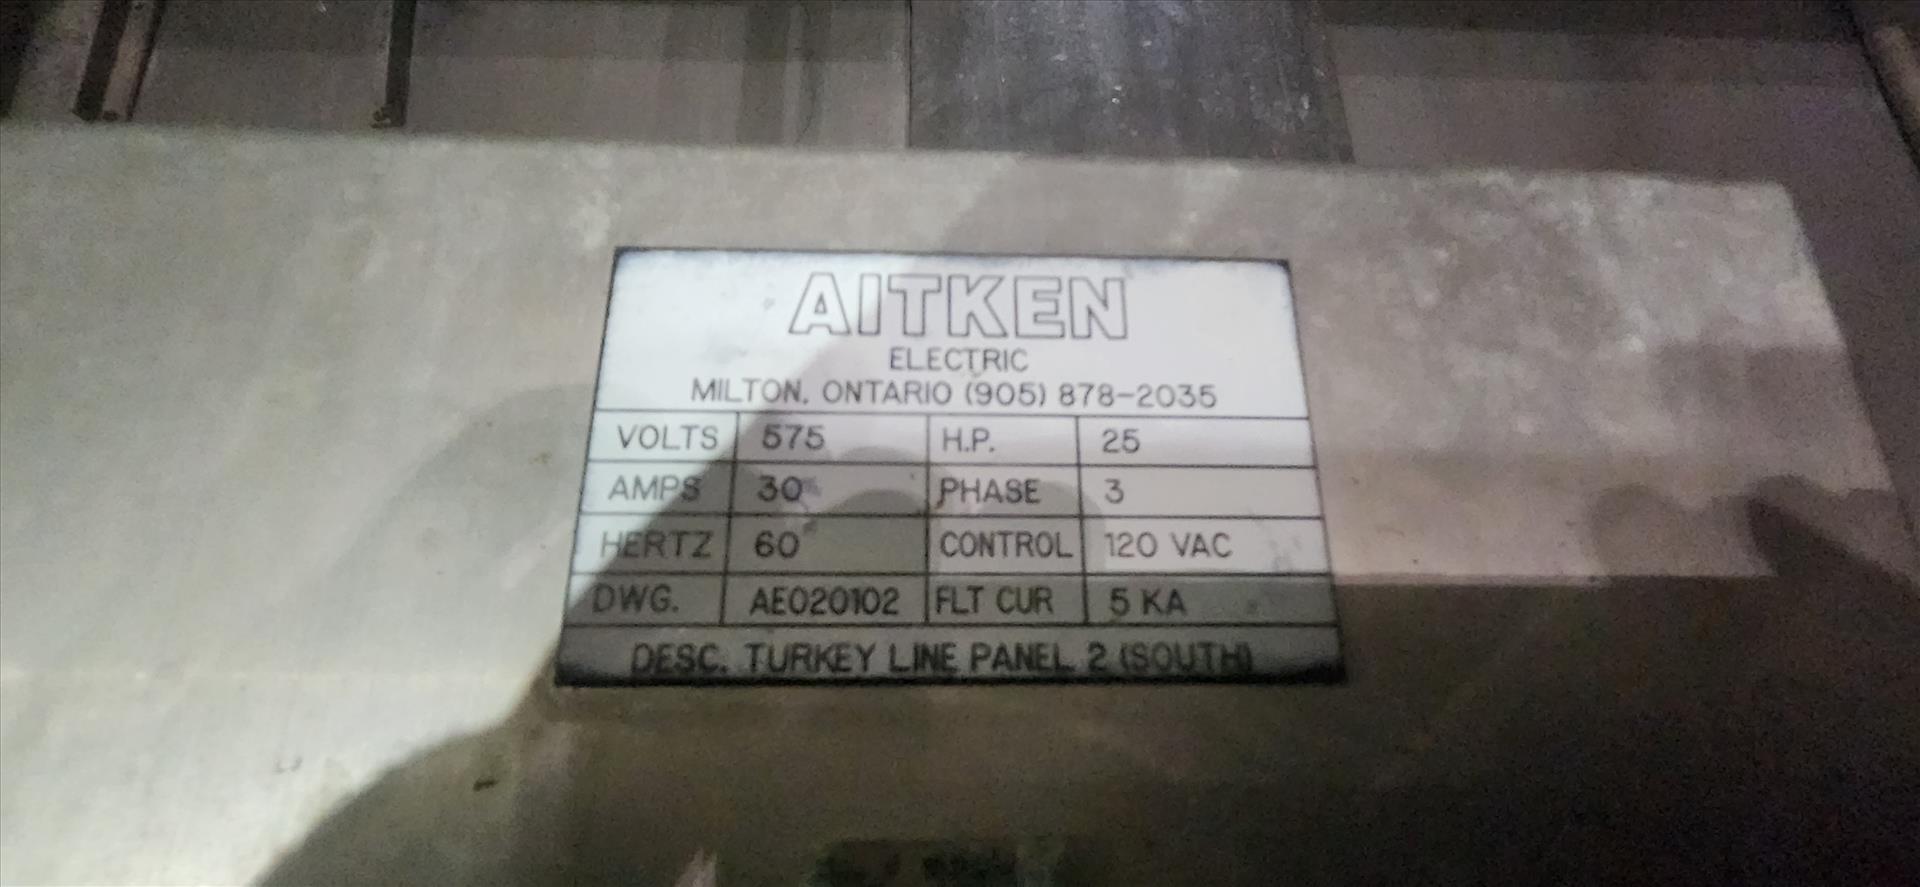 AITKEN
ELECTRIC
MILTON, ONTARIO (905) 878-2035
VOLTS 575 H.P. 25
AMPS 30 PHASE 3
HERTZ 60 CONTROL 120 VAC
DWG. AE020102 FLT CUR 5 KA
DESC. TURKEY LINE PANEL 2 (SOUTH)